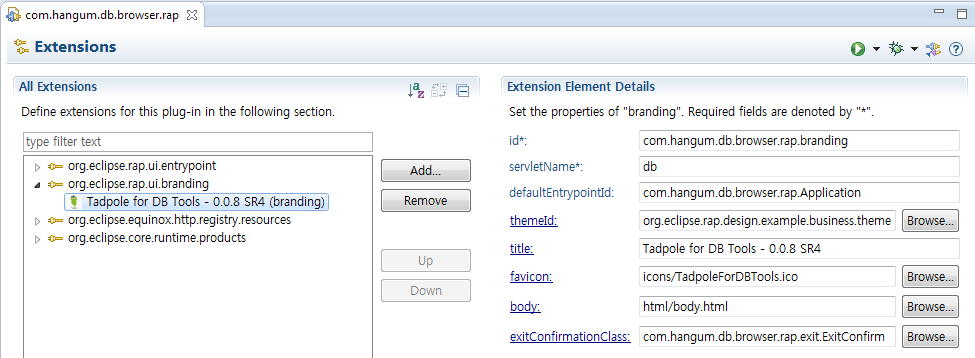 com.hangum.db.browser.rap
Extensions
All Extensions
Define extensions for this plug-in in the following section.
type filter text
org.eclipse.rap.ui.entrypoint
org.eclipse.rap.ui.branding
Tadpole for DB Tools - 0.0.8 SR4 (branding)
org.eclipse.equinox.http.registry.resources
org.eclipse.core.runtime.products
Add...
Remove
Up
Down
Extension Element Details
Set the properties of "branding". Required fields are denoted by "*".
id*: com.hangum.db.browser.rap.branding
servletName*: db
defaultEntrypointId: com.hangum.db.browser.rap.Application
themeId: org.eclipse.rap.design.example.business.theme Browse...
title: Tadpole for DB Tools - 0.0.8 SR4
favicon: icons/TadpoleForDBTools.ico Browse...
body: html/body.html Browse...
exitConfirmationClass: com.hangum.db.browser.rap.exit.ExitConfirm Browse...